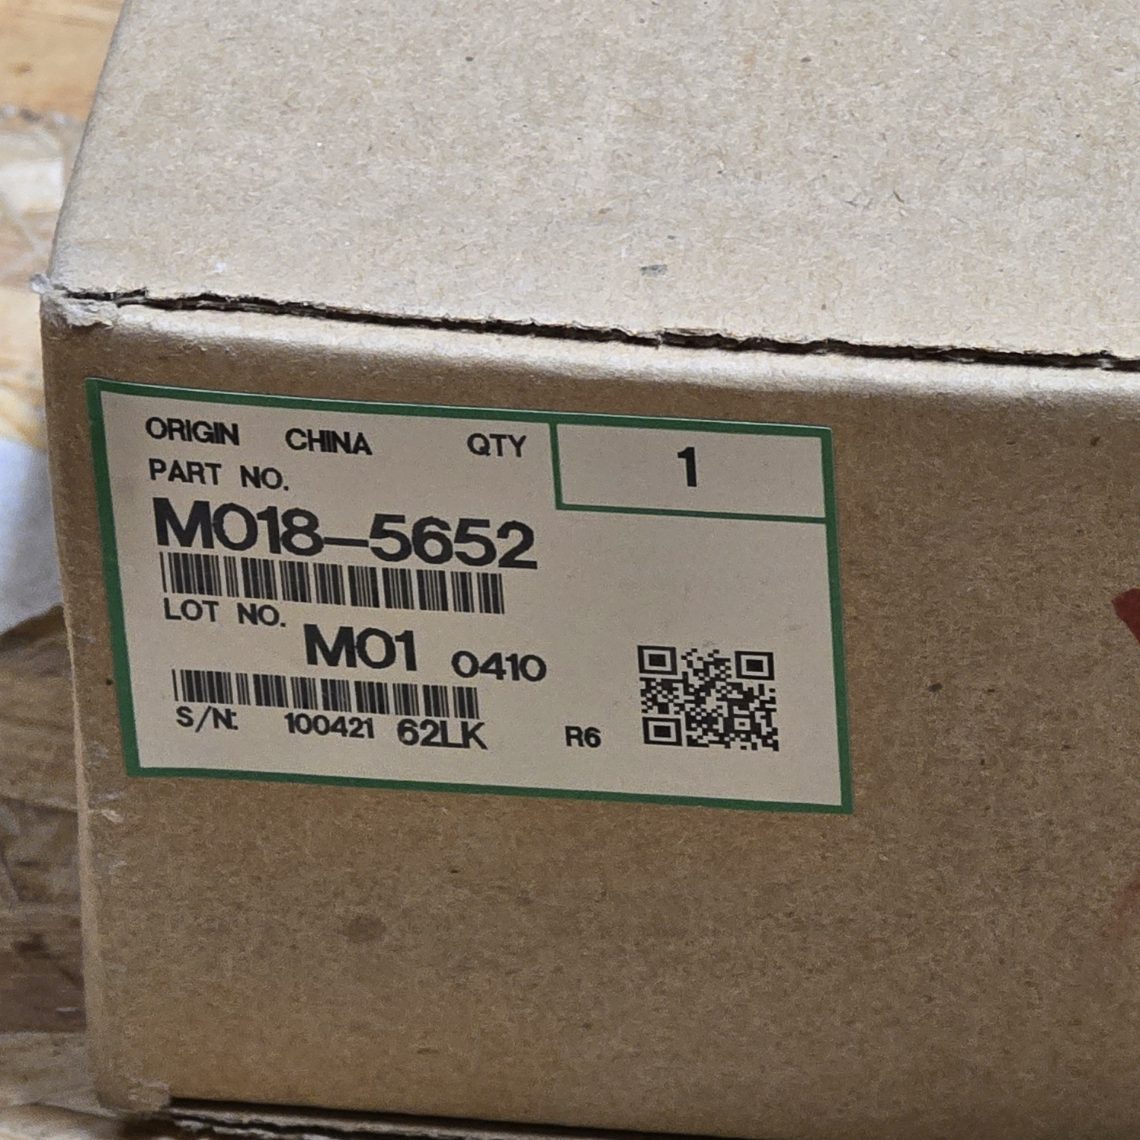 ORIGIN CHINA QTY 1
PART NO.
M018-5652
LOT NO.
M01 0410
S/N: 100421 62LK R6